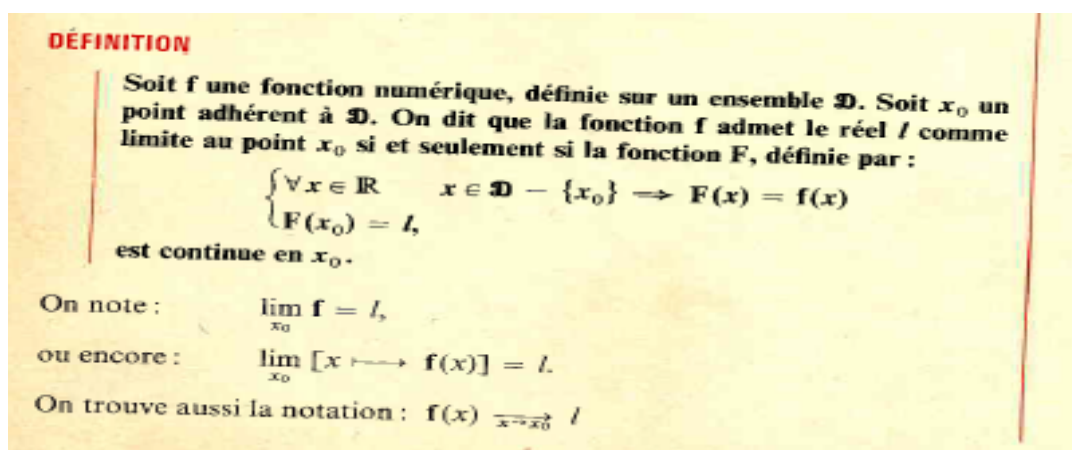 DÉFINITION
Soit f une fonction numérique, définie sur un ensemble 𝔇. Soit x₀ un
point adhérent à 𝔇. On dit que la fonction f admet le réel l comme
limite au point x₀ si et seulement si la fonction F, définie par :
{∀x ∈ ℝ x ∈ 𝔇 − {x₀} ⟹ F(x) = f(x)
F(x₀) = l,
est continue en x₀.
On note : lim f = l,
x₀
ou encore : lim [x ⟼ f(x)] = l.
x₀
On trouve aussi la notation : f(x) ⟶ l
x→x₀